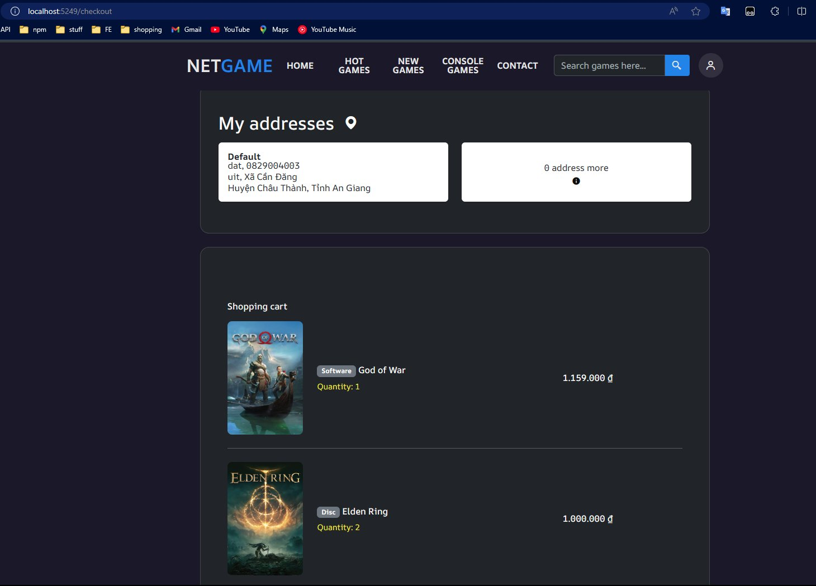 localhost:5249/checkout
API npm stuff FE shopping Gmail YouTube Maps YouTube Music
NETGAME HOME HOT GAMES NEW GAMES CONSOLE GAMES CONTACT Search games here...
My addresses
Default
dat, 0829004003
uit, Xã Cần Đăng
Huyện Châu Thành, Tỉnh An Giang
0 address more
Shopping cart
GOD OF WAR
Software God of War
Quantity: 1
1.159.000 ₫
ELDEN RING
Disc Elden Ring
Quantity: 2
1.000.000 ₫